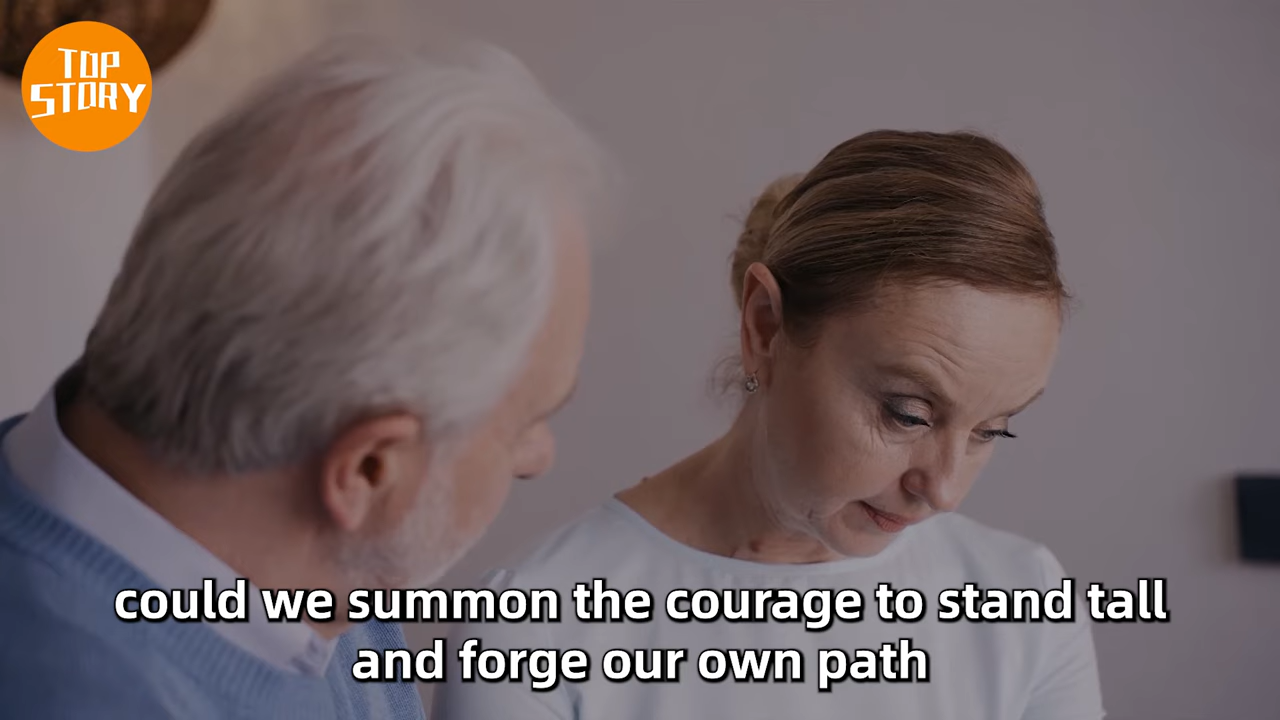 TOP
STORY
could we summon the courage to stand tall
and forge our own path